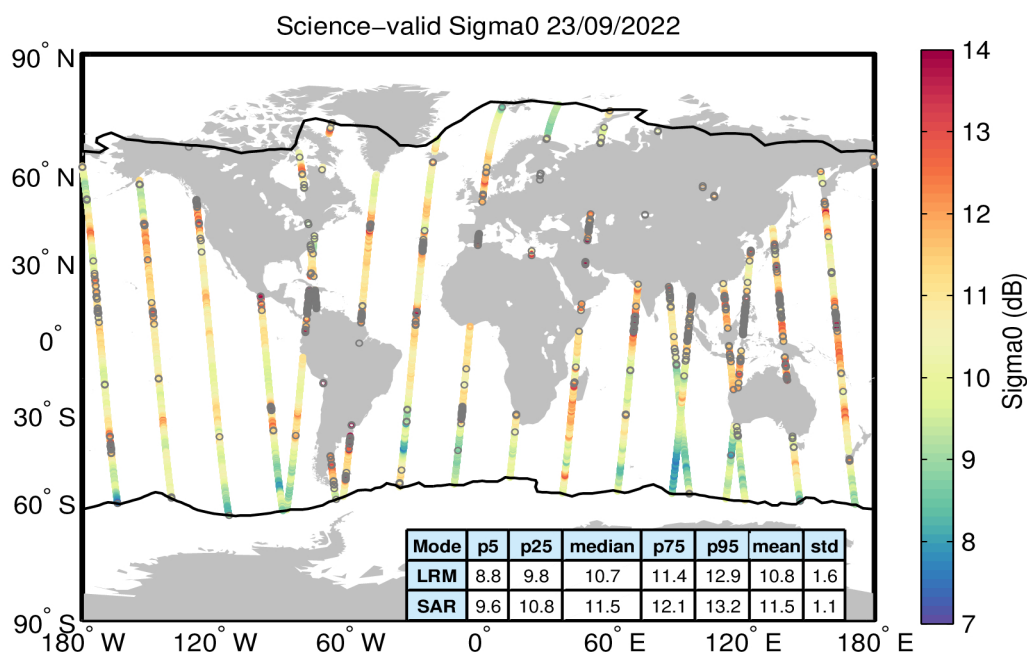 Science−valid Sigma0 23/09/2022
90° N
60° N
30° N
0°
30° S
60° S
90° S
180° W
120° W
60° W
0°
60° E
120° E
180° E
14
13
12
11
10
9
8
7
Sigma0 (dB)
Mode p5 p25 median p75 p95 mean std
LRM 8.8 9.8 10.7 11.4 12.9 10.8 1.6
SAR 9.6 10.8 11.5 12.1 13.2 11.5 1.1